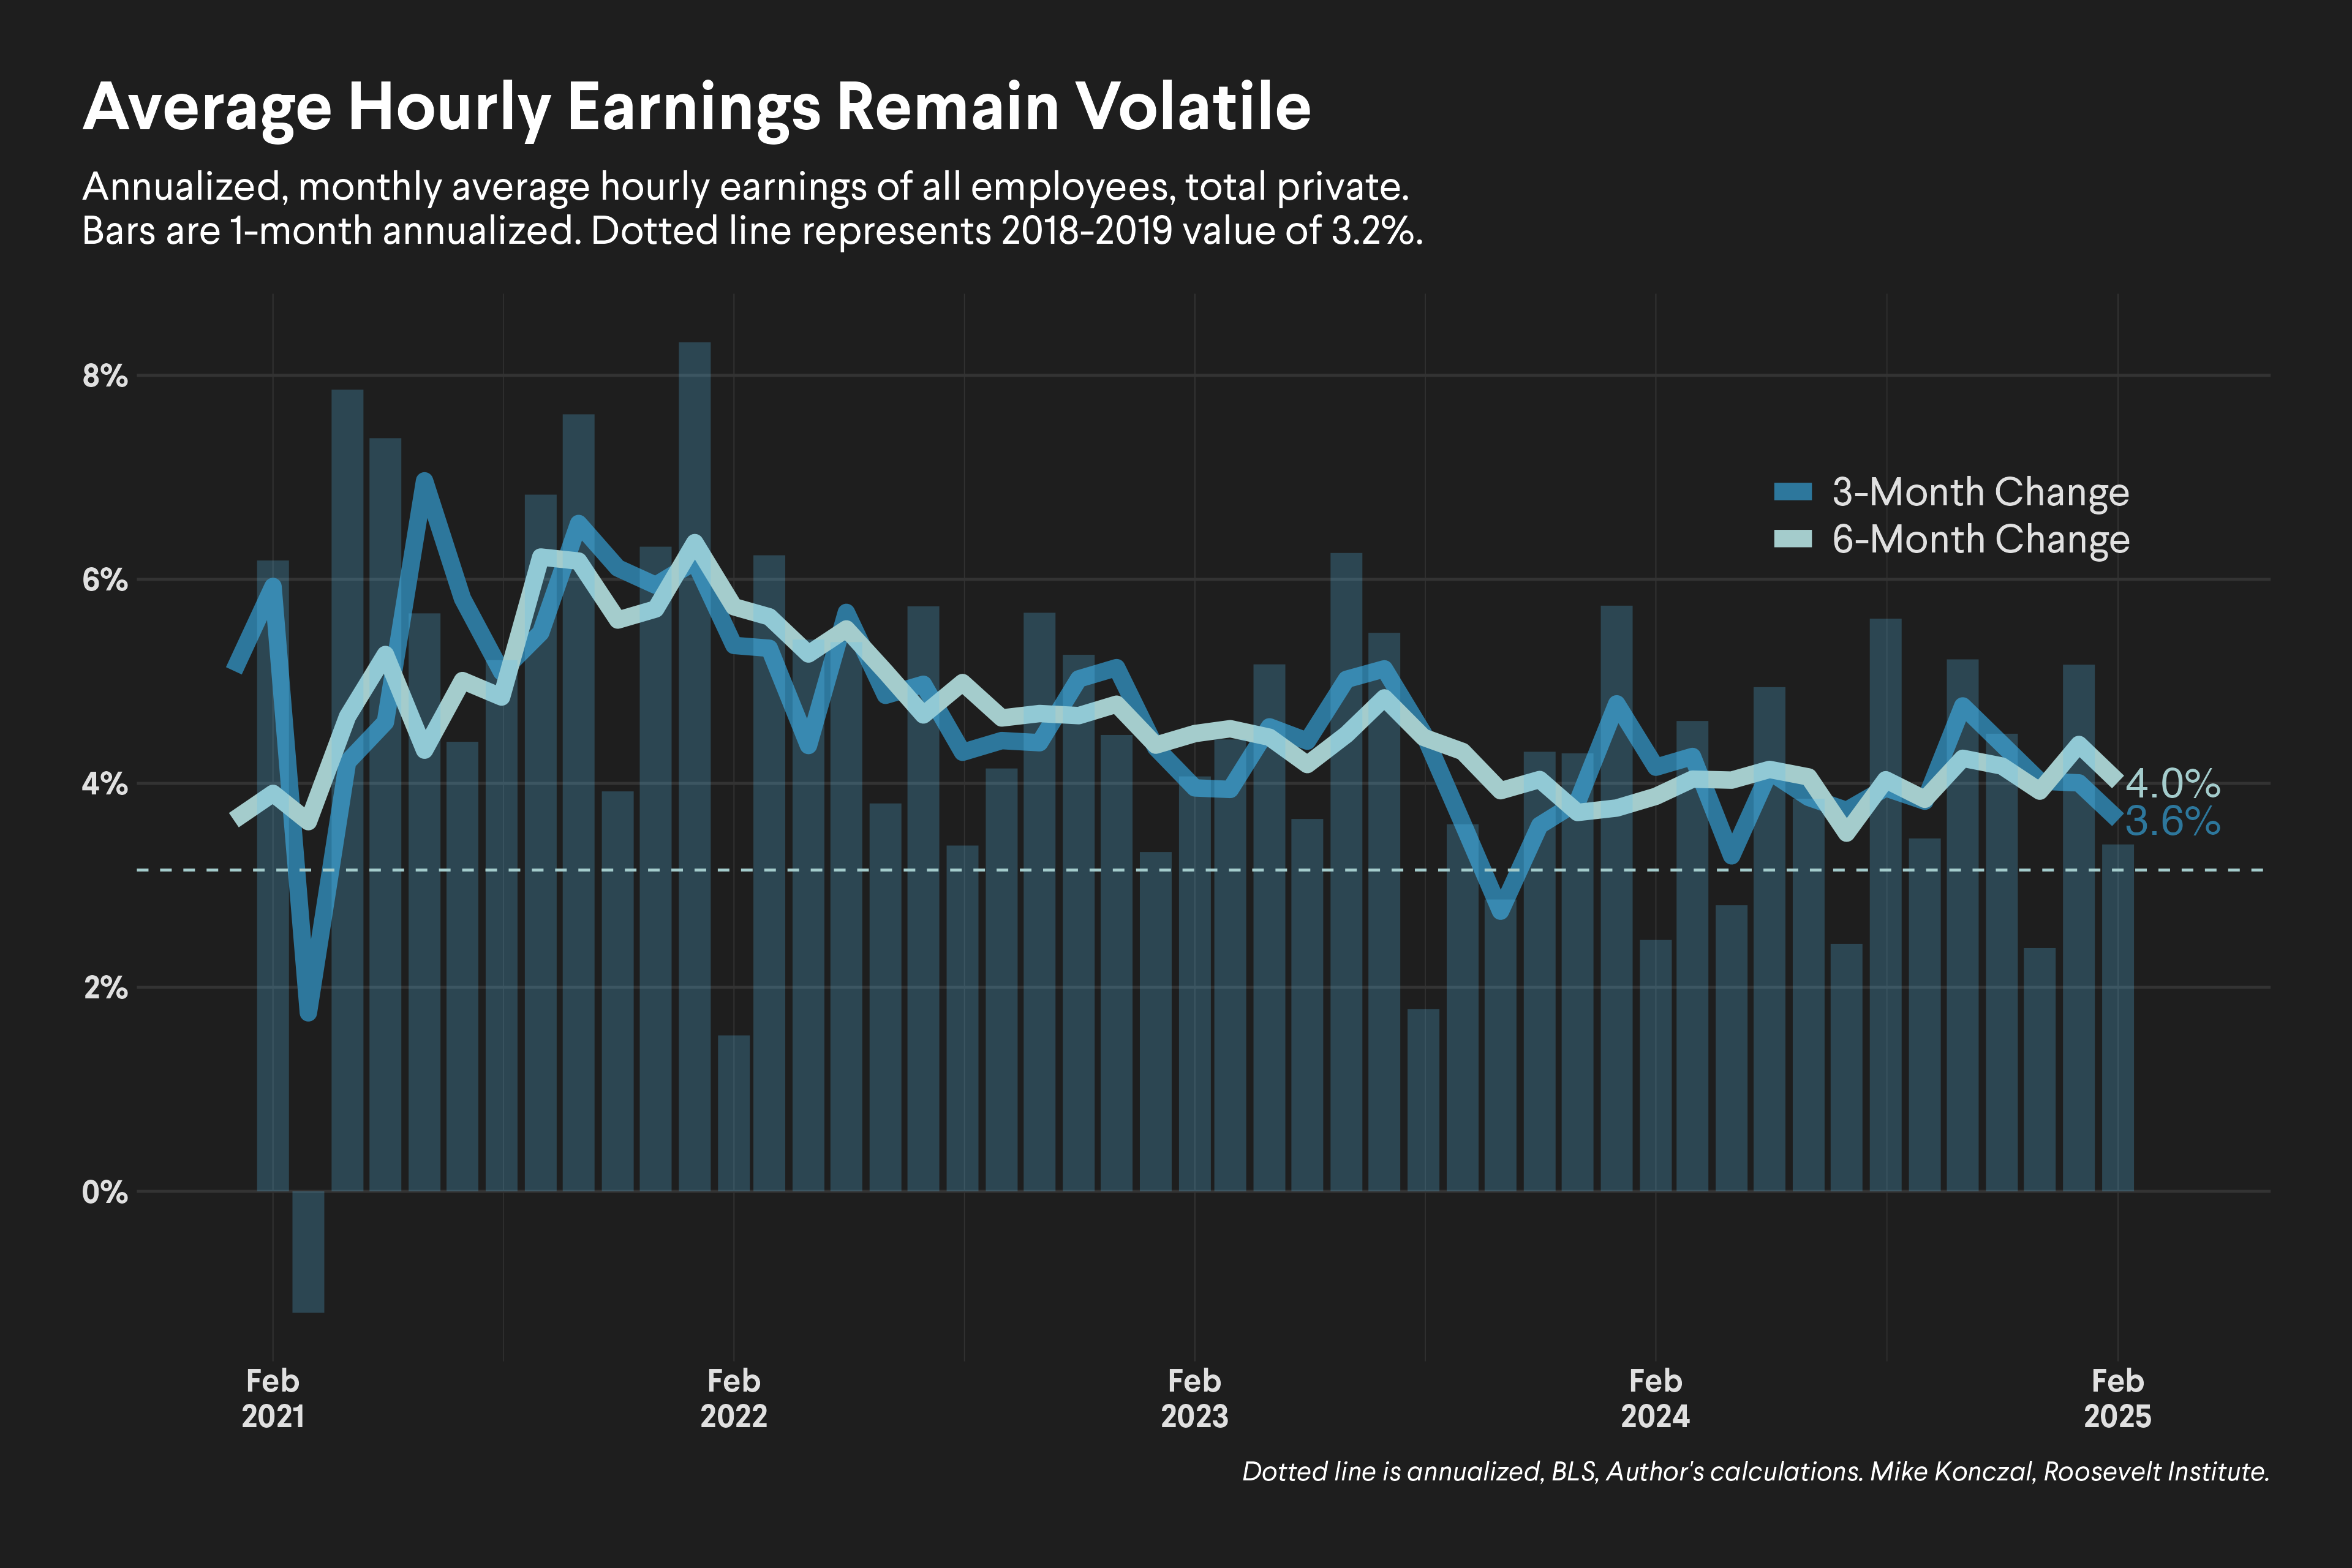 Average Hourly Earnings Remain Volatile
Annualized, monthly average hourly earnings of all employees, total private.
Bars are 1-month annualized. Dotted line represents 2018-2019 value of 3.2%.
8%
6%
4%
2%
0%
3-Month Change
6-Month Change
4.0%
3.6%
Feb
2021
Feb
2022
Feb
2023
Feb
2024
Feb
2025
Dotted line is annualized, BLS, Author's calculations. Mike Konczal, Roosevelt Institute.